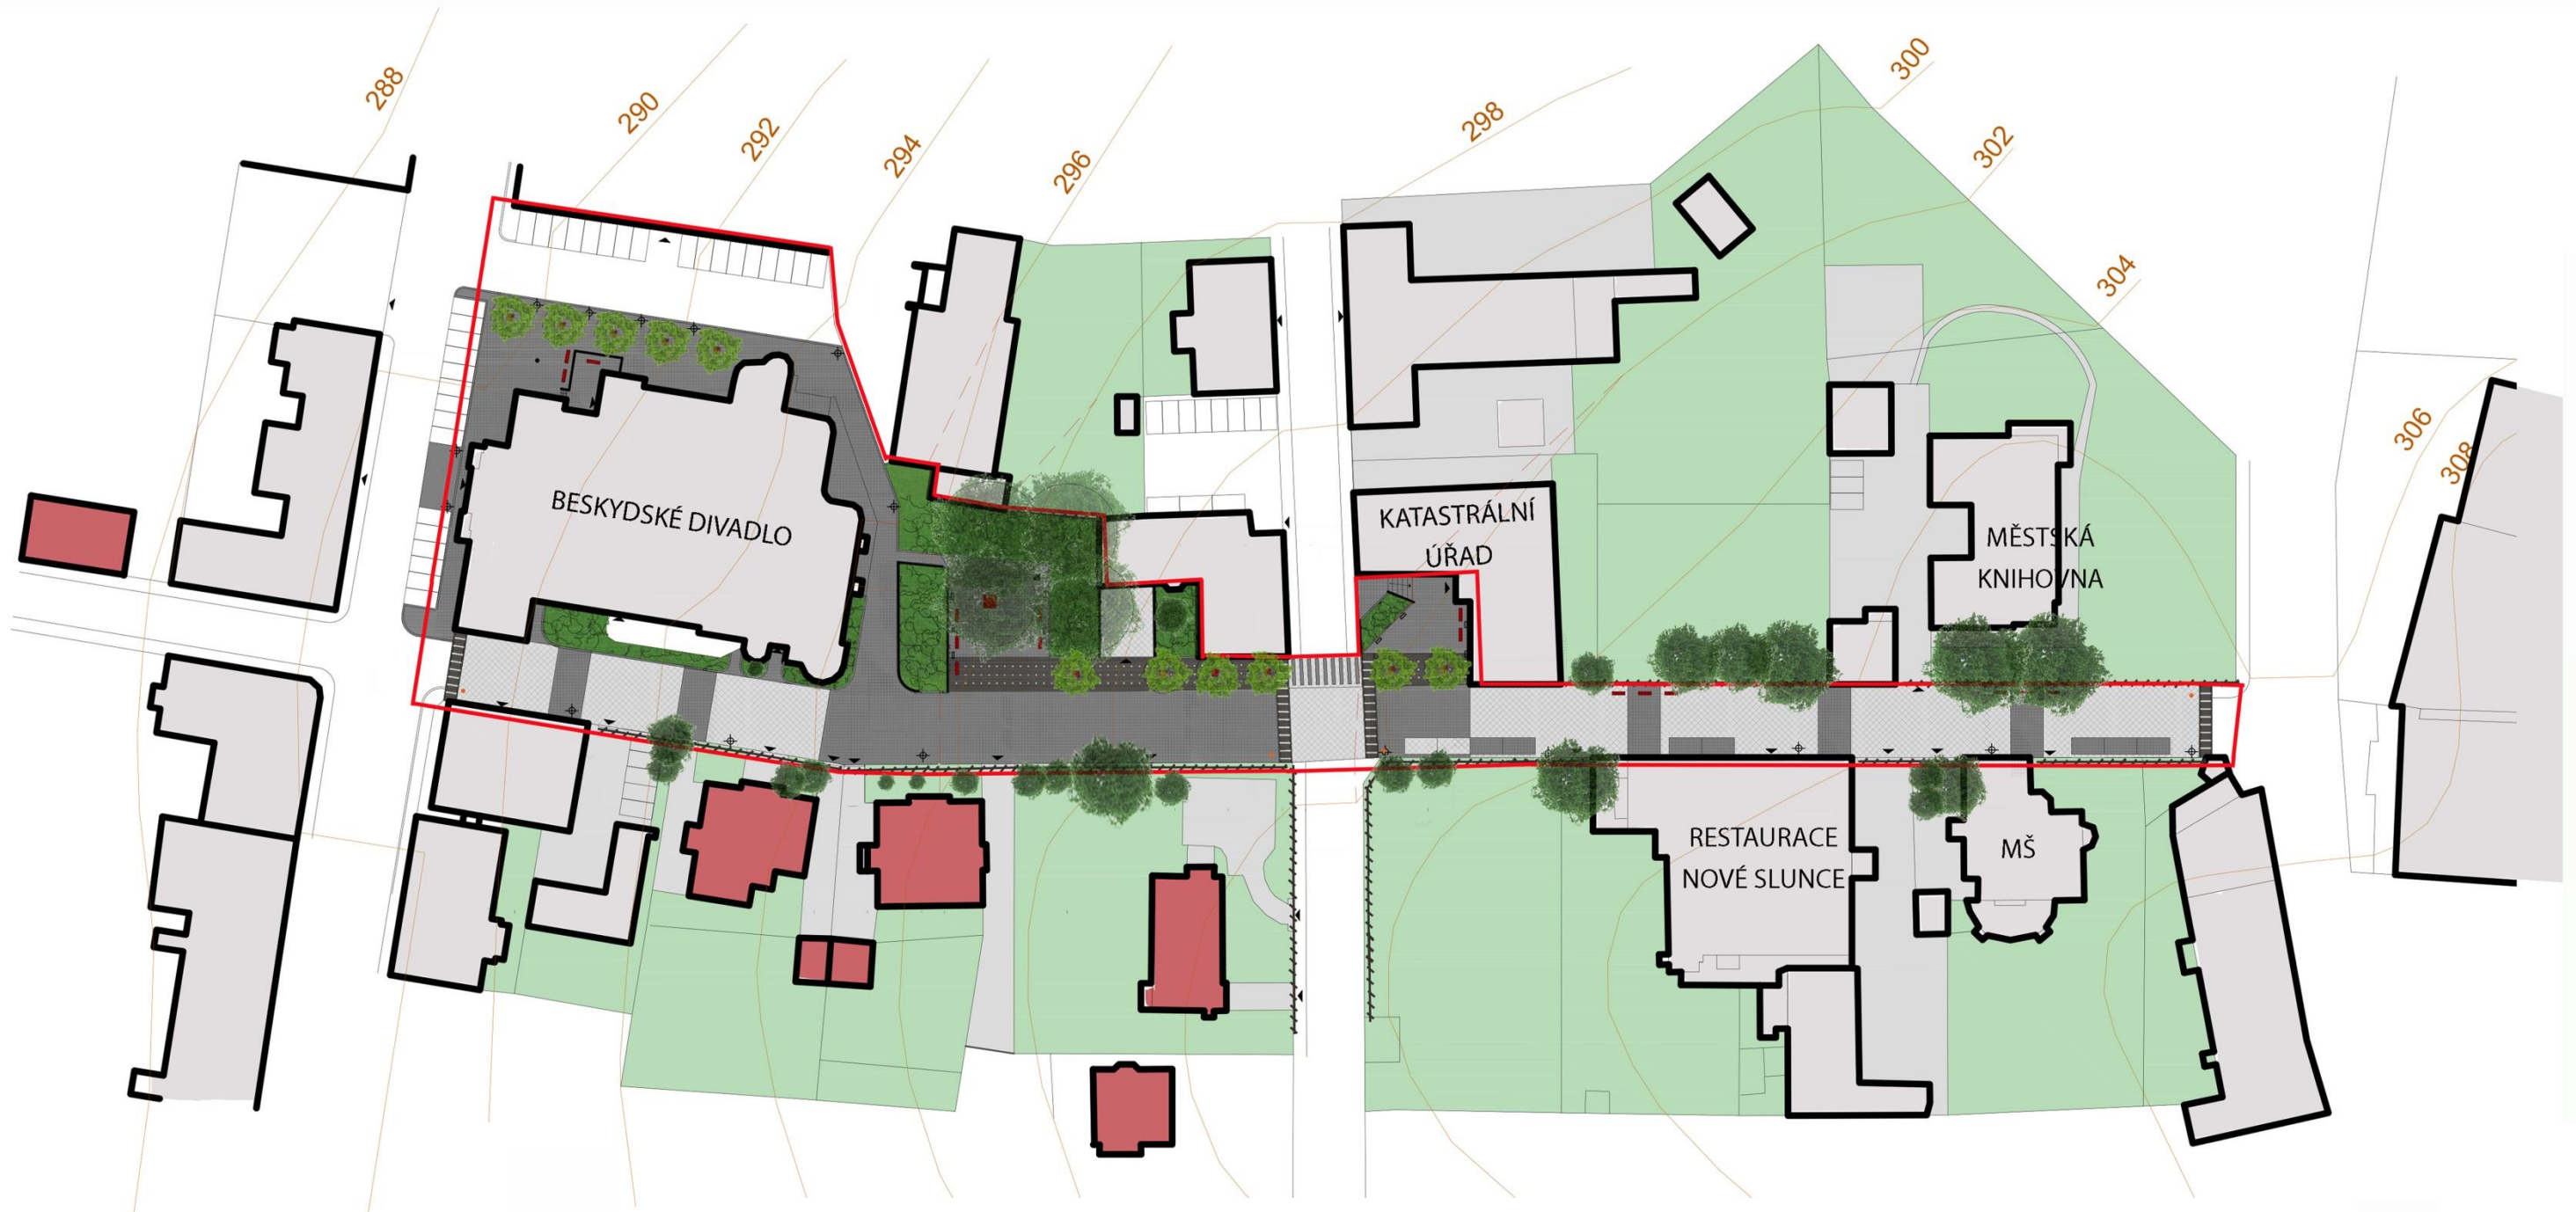 288
290
292
294
296
298
300
302
304
306
308
BESKYDSKÉ DIVADLO
KATASTRÁLNÍ
ÚŘAD
MĚSTSKÁ
KNIHOVNA
RESTAURACE
NOVÉ SLUNCE
MŠ